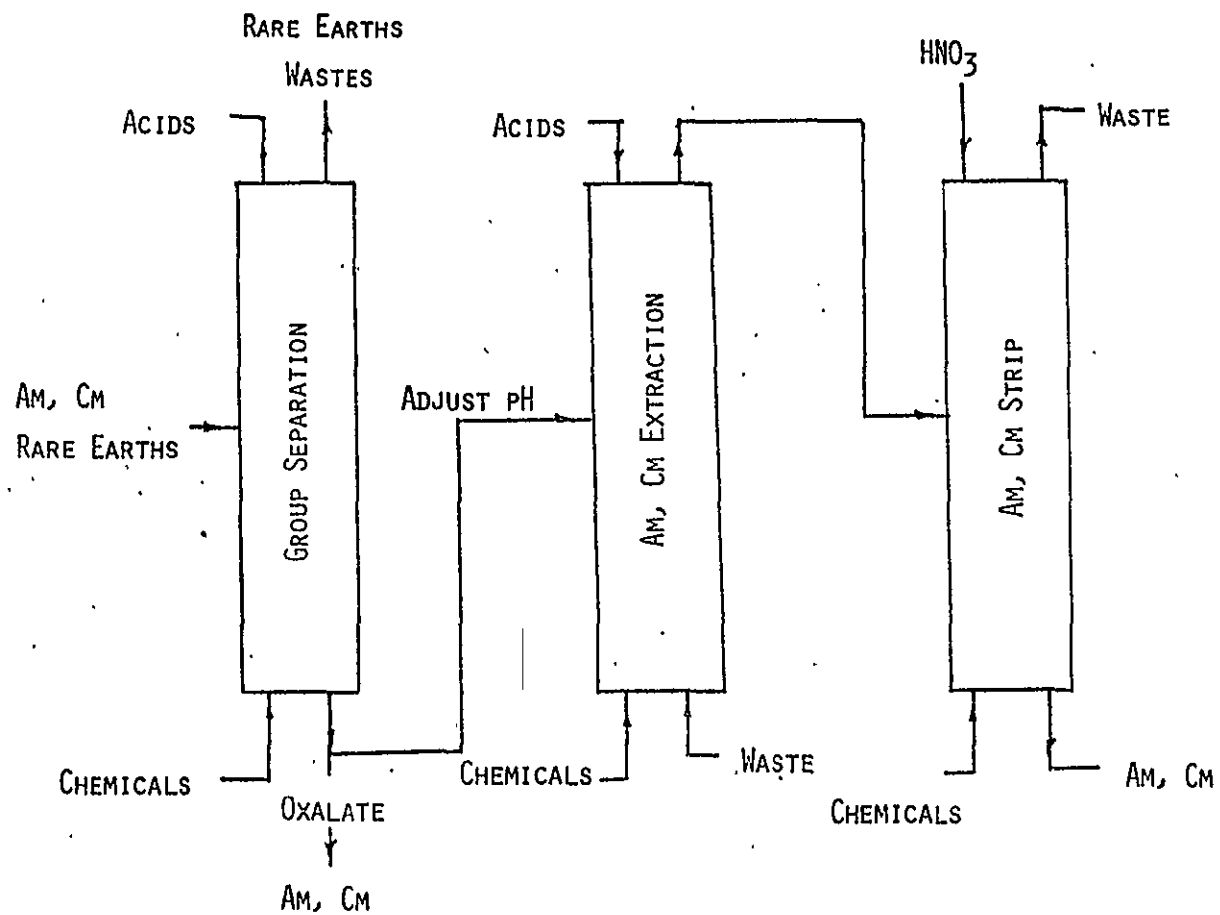 RARE EARTHS
WASTES
ACIDS
AM, CM
RARE EARTHS
GROUP SEPARATION
CHEMICALS
OXALATE
AM, CM
ADJUST PH
ACIDS
AM, CM EXTRACTION
CHEMICALS
WASTE
HNO3
WASTE
AM, CM STRIP
CHEMICALS
AM, CM